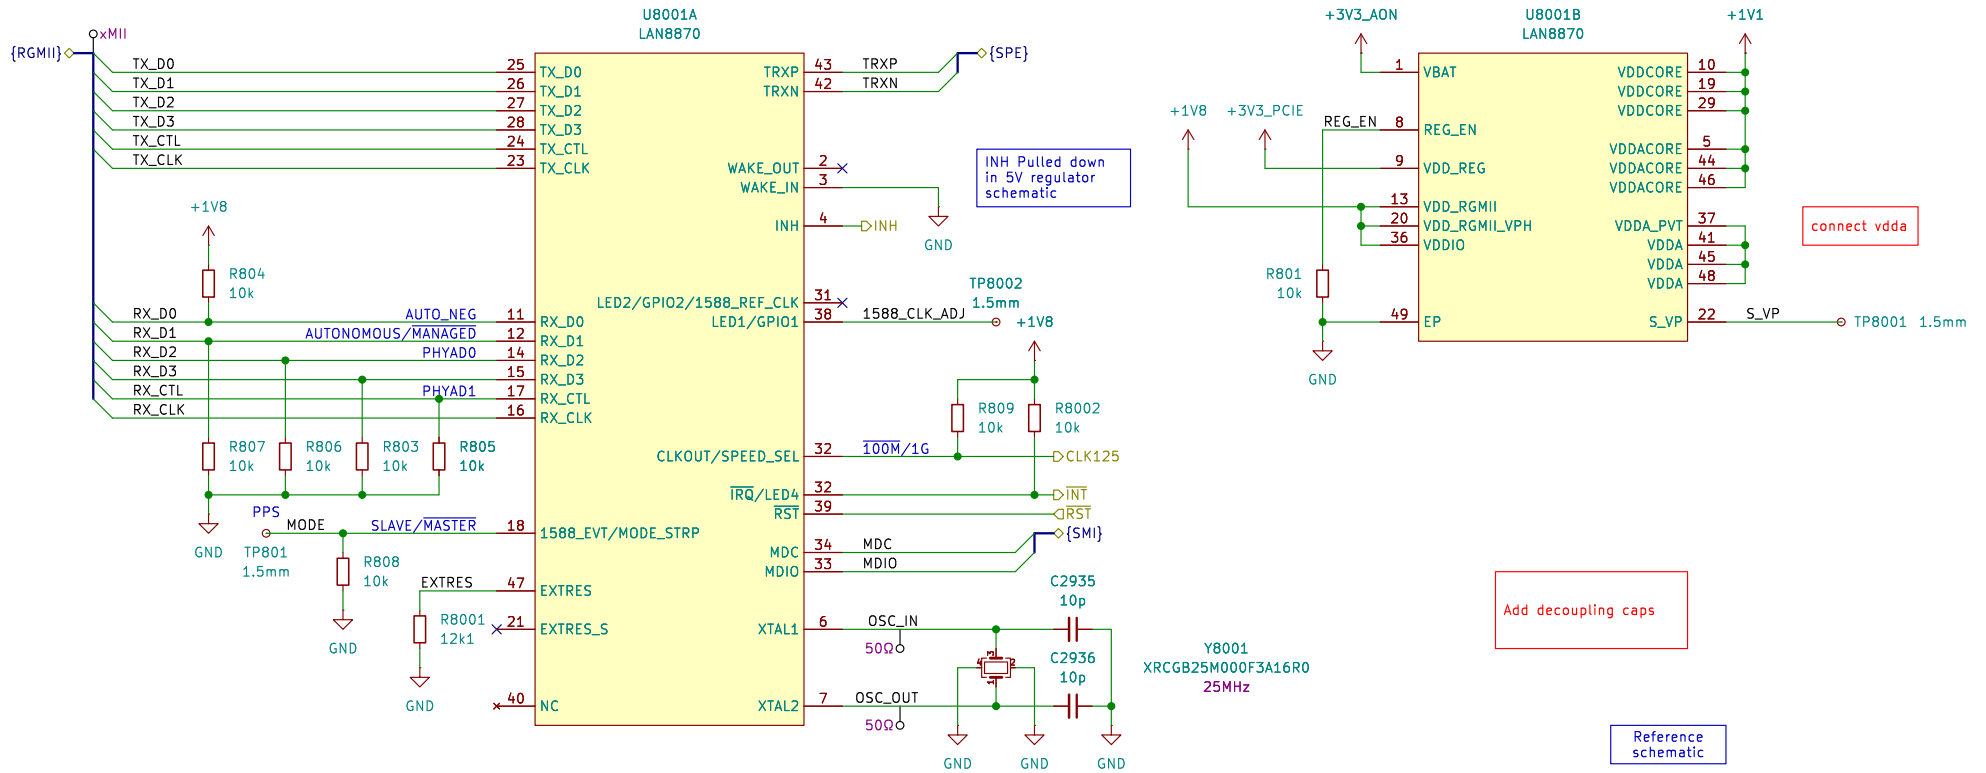 U8001A
LAN8870
xMII
{RGMII}
TX_D0
TX_D1
TX_D2
TX_D3
TX_CTL
TX_CLK
25
26
27
28
24
23
TX_D0
TX_D1
TX_D2
TX_D3
TX_CTL
TX_CLK
+1V8
R804
10k
RX_D0
RX_D1
RX_D2
RX_D3
RX_CTL
RX_CLK
AUTO_NEG
AUTONOMOUS/MANAGED
PHYAD0
PHYAD1
11
12
14
15
17
16
RX_D0
RX_D1
RX_D2
RX_D3
RX_CTL
RX_CLK
R807
10k
R806
10k
R803
10k
R805
10k
GND
PPS
MODE
SLAVE/MASTER
18
1588_EVT/MODE_STRP
TP801
1.5mm
R808
10k
GND
EXTRES
47
EXTRES
R8001
12k1
21
EXTRES_S
GND
40
NC
TRXP
TRXN
43
42
TRXP
TRXN
{SPE}
WAKE_OUT
2
WAKE_IN
3
INH
4
INH
GND
INH Pulled down
in 5V regulator
schematic
LED2/GPIO2/1588_REF_CLK
31
LED1/GPIO1
38
1588_CLK_ADJ
TP8002
1.5mm
+1V8
R809
10k
R8002
10k
CLKOUT/SPEED_SEL
32
100M/1G
CLK125
IRQ/LED4
32
INT
RST
39
RST
MDC
34
MDC
MDIO
33
MDIO
{SMI}
XTAL1
6
OSC_IN
50Ω
C2935
10p
3
4
2
1
C2936
10p
XTAL2
7
OSC_OUT
50Ω
GND
GND
GND
Y8001
XRCGB25M000F3A16R0
25MHz
+3V3_AON
U8001B
LAN8870
+1V1
+1V8
+3V3_PCIE
REG_EN
1
8
9
13
20
36
49
VBAT
REG_EN
VDD_REG
VDD_RGMII
VDD_RGMII_VPH
VDDIO
EP
R801
10k
GND
VDDCORE
VDDCORE
VDDCORE
VDDACORE
VDDACORE
VDDACORE
VDDA_PVT
VDDA
VDDA
VDDA
S_VP
10
19
29
5
44
46
37
41
45
48
22
S_VP
TP8001 1.5mm
connect vdda
Add decoupling caps
Reference
schematic